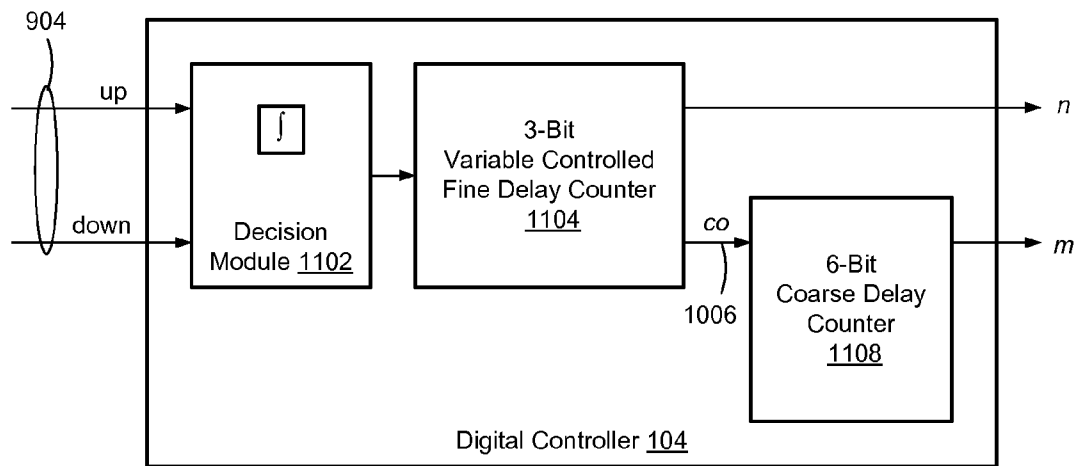 904
up
down
∫
Decision
Module 1102
3-Bit
Variable Controlled
Fine Delay Counter
1104
n
co
1006
6-Bit
Coarse Delay
Counter
1108
m
Digital Controller 104